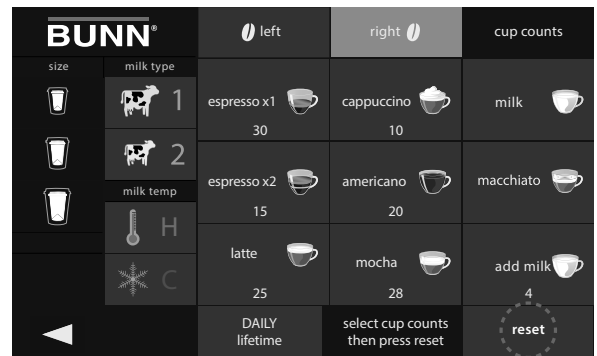 BUNN®
left
right
cup counts
size
milk type
1
2
milk temp
H
C
espresso x1
30
cappuccino
10
milk
espresso x2
15
americano
20
macchiato
latte
25
mocha
28
add milk
4
DAILY
lifetime
select cup counts
then press reset
reset